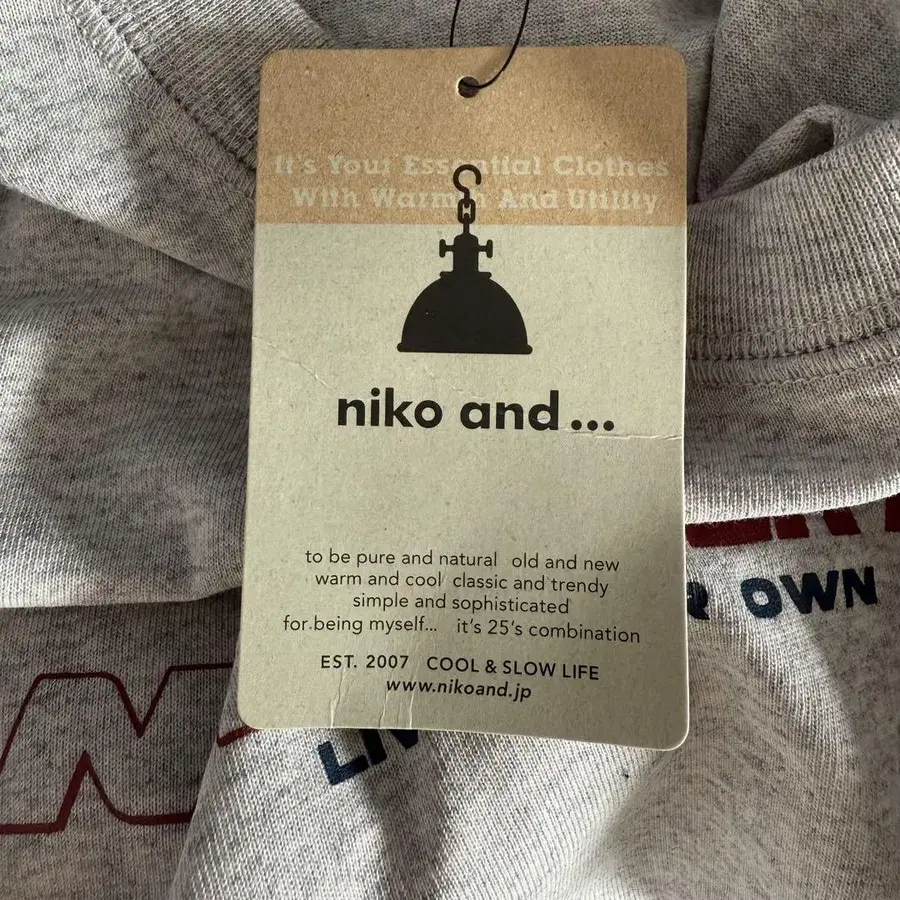 It's Your Essential Clothes
With Warmth And Utility
niko and...
to be pure and natural old and new
warm and cool classic and trendy
simple and sophisticated
for being myself... it's 25's combination
EST. 2007 COOL & SLOW LIFE
www.nikoand.jp
OWN